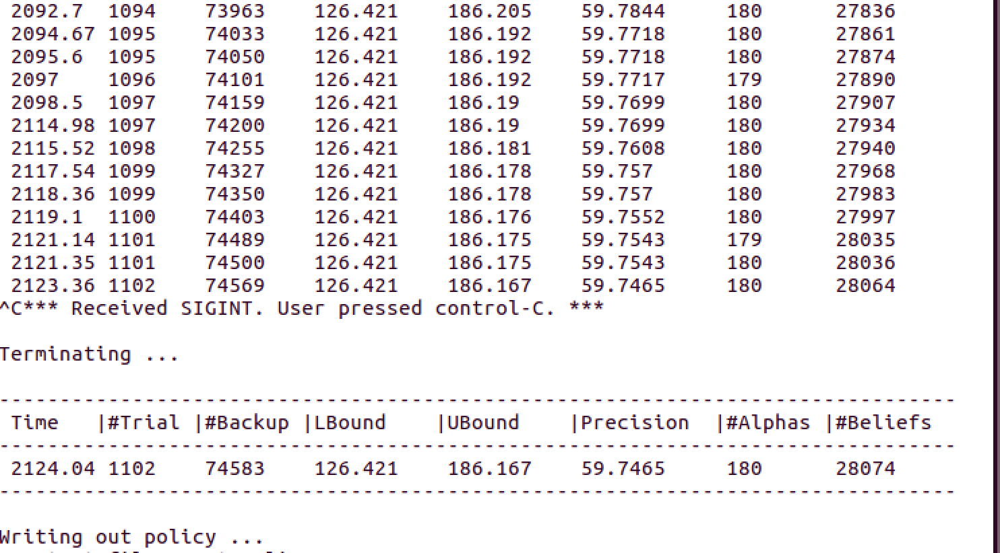 2092.7 1094 73963 126.421 186.205 59.7844 180 27836
2094.67 1095 74033 126.421 186.192 59.7718 180 27861
2095.6 1095 74050 126.421 186.192 59.7718 180 27874
2097 1096 74101 126.421 186.192 59.7717 179 27890
2098.5 1097 74159 126.421 186.19 59.7699 180 27907
2114.98 1097 74200 126.421 186.19 59.7699 180 27934
2115.52 1098 74255 126.421 186.181 59.7608 180 27940
2117.54 1099 74327 126.421 186.178 59.757 180 27968
2118.36 1099 74350 126.421 186.178 59.757 180 27983
2119.1 1100 74403 126.421 186.176 59.7552 180 27997
2121.14 1101 74489 126.421 186.175 59.7543 179 28035
2121.35 1101 74500 126.421 186.175 59.7543 180 28036
2123.36 1102 74569 126.421 186.167 59.7465 180 28064
^C*** Received SIGINT. User pressed control-C. ***
Terminating ...
-------------------------------------------------------------------------------
Time |#Trial |#Backup |LBound |UBound |Precision |#Alphas |#Beliefs
-------------------------------------------------------------------------------
2124.04 1102 74583 126.421 186.167 59.7465 180 28074
-------------------------------------------------------------------------------
Writing out policy ...